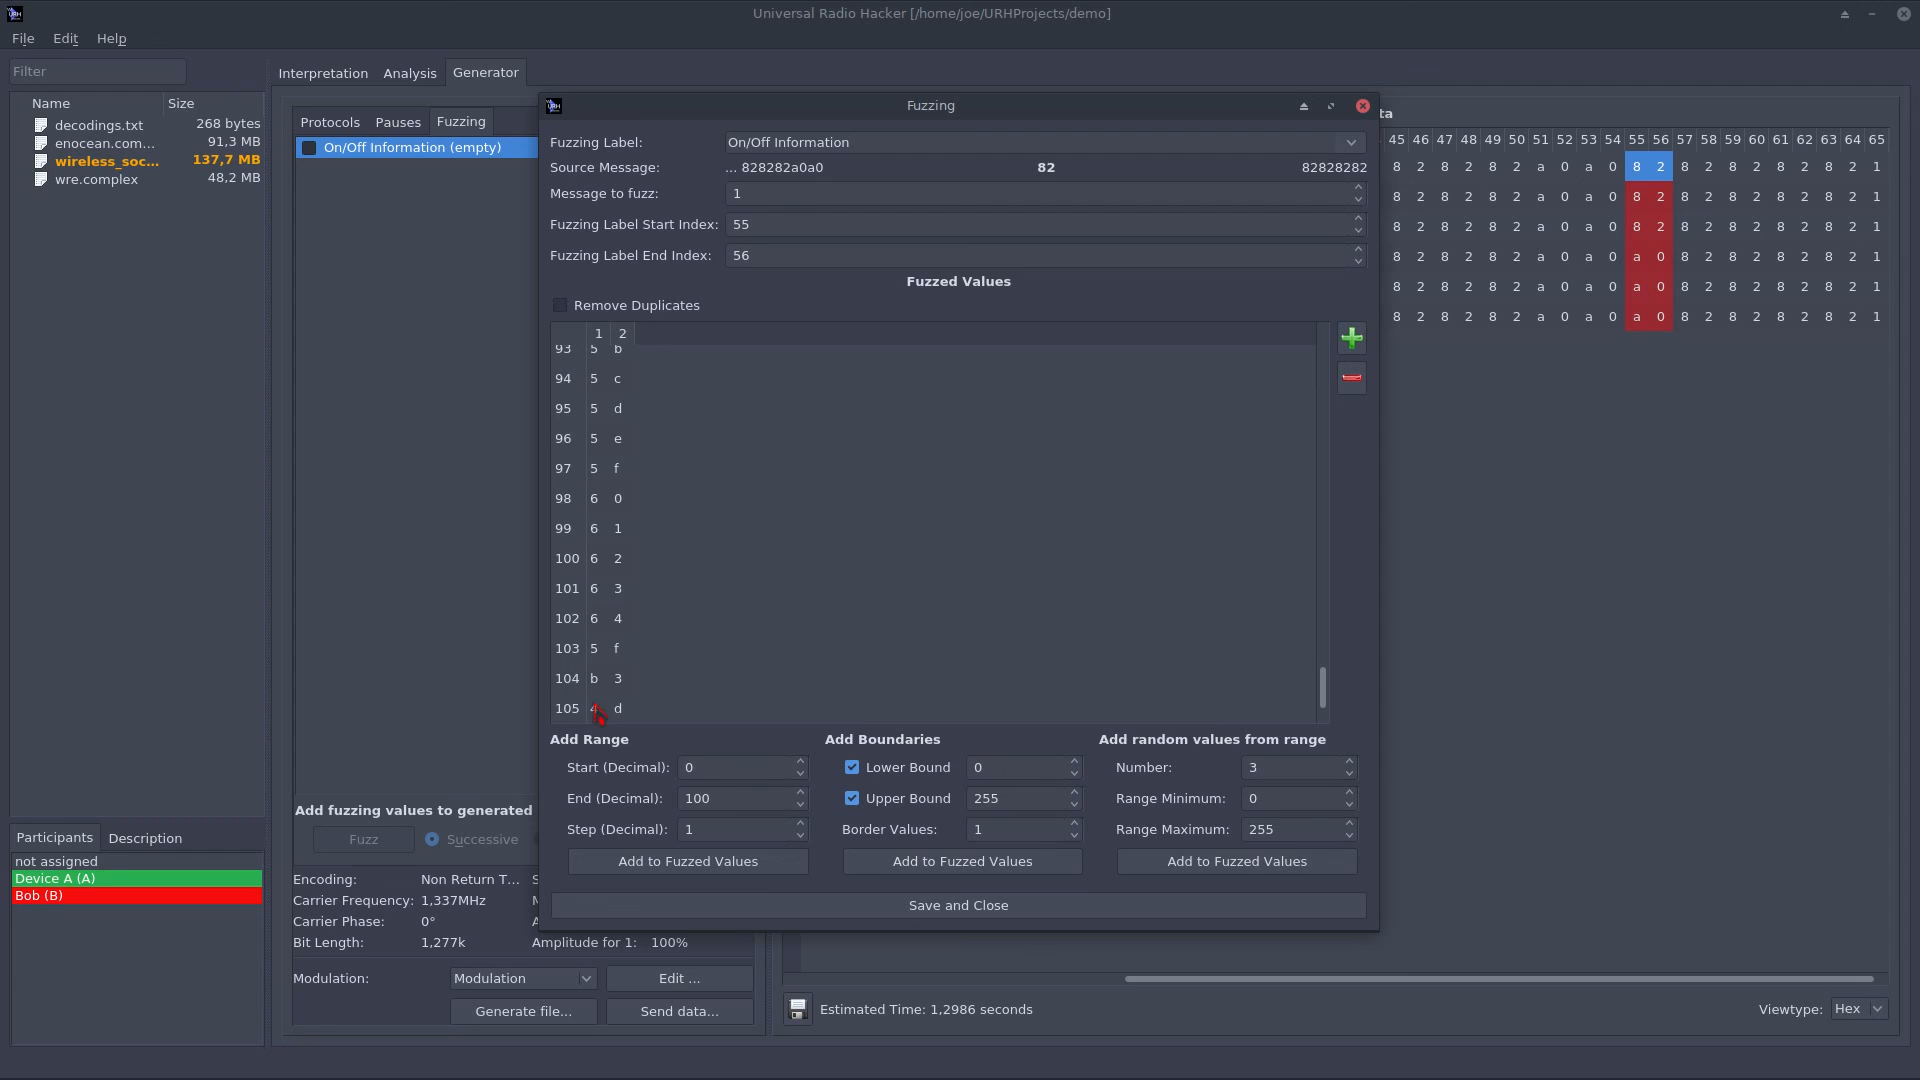 Universal Radio Hacker [/home/joe/URHProjects/demo]
File Edit Help
Filter
Name Size
decodings.txt 268 bytes
enocean.com... 91,3 MB
wireless_soc... 137,7 MB
wre.complex 48,2 MB
Participants Description
not assigned
Device A (A)
Bob (B)
Interpretation Analysis Generator
Protocols Pauses Fuzzing
On/Off Information (empty)
Add fuzzing values to generated
Fuzz Successive
Encoding: Non Return T... S
Carrier Frequency: 1,337MHz
Carrier Phase: 0°
Bit Length: 1,277k Amplitude for 1: 100%
Modulation: Modulation Edit ...
Generate file... Send data...
Fuzzing
Fuzzing Label: On/Off Information
Source Message: ... 828282a0a0 82 82828282
Message to fuzz: 1
Fuzzing Label Start Index: 55
Fuzzing Label End Index: 56
Fuzzed Values
Remove Duplicates
1 2
93 5 b
94 5 c
95 5 d
96 5 e
97 5 f
98 6 0
99 6 1
100 6 2
101 6 3
102 6 4
103 5 f
104 b 3
105 d
Add Range
Start (Decimal): 0
End (Decimal): 100
Step (Decimal): 1
Add to Fuzzed Values
Add Boundaries
Lower Bound 0
Upper Bound 255
Border Values: 1
Add to Fuzzed Values
Add random values from range
Number: 3
Range Minimum: 0
Range Maximum: 255
Add to Fuzzed Values
Save and Close
ta
45 46 47 48 49 50 51 52 53 54 55 56 57 58 59 60 61 62 63 64 65
8 2 8 2 8 2 a 0 a 0 8 2 8 2 8 2 8 2 8 2 1
8 2 8 2 8 2 a 0 a 0 8 2 8 2 8 2 8 2 8 2 1
8 2 8 2 8 2 a 0 a 0 8 2 8 2 8 2 8 2 8 2 1
8 2 8 2 8 2 a 0 a 0 a 0 8 2 8 2 8 2 8 2 1
8 2 8 2 8 2 a 0 a 0 a 0 8 2 8 2 8 2 8 2 1
8 2 8 2 8 2 a 0 a 0 a 0 8 2 8 2 8 2 8 2 1
Estimated Time: 1,2986 seconds
Viewtype: Hex